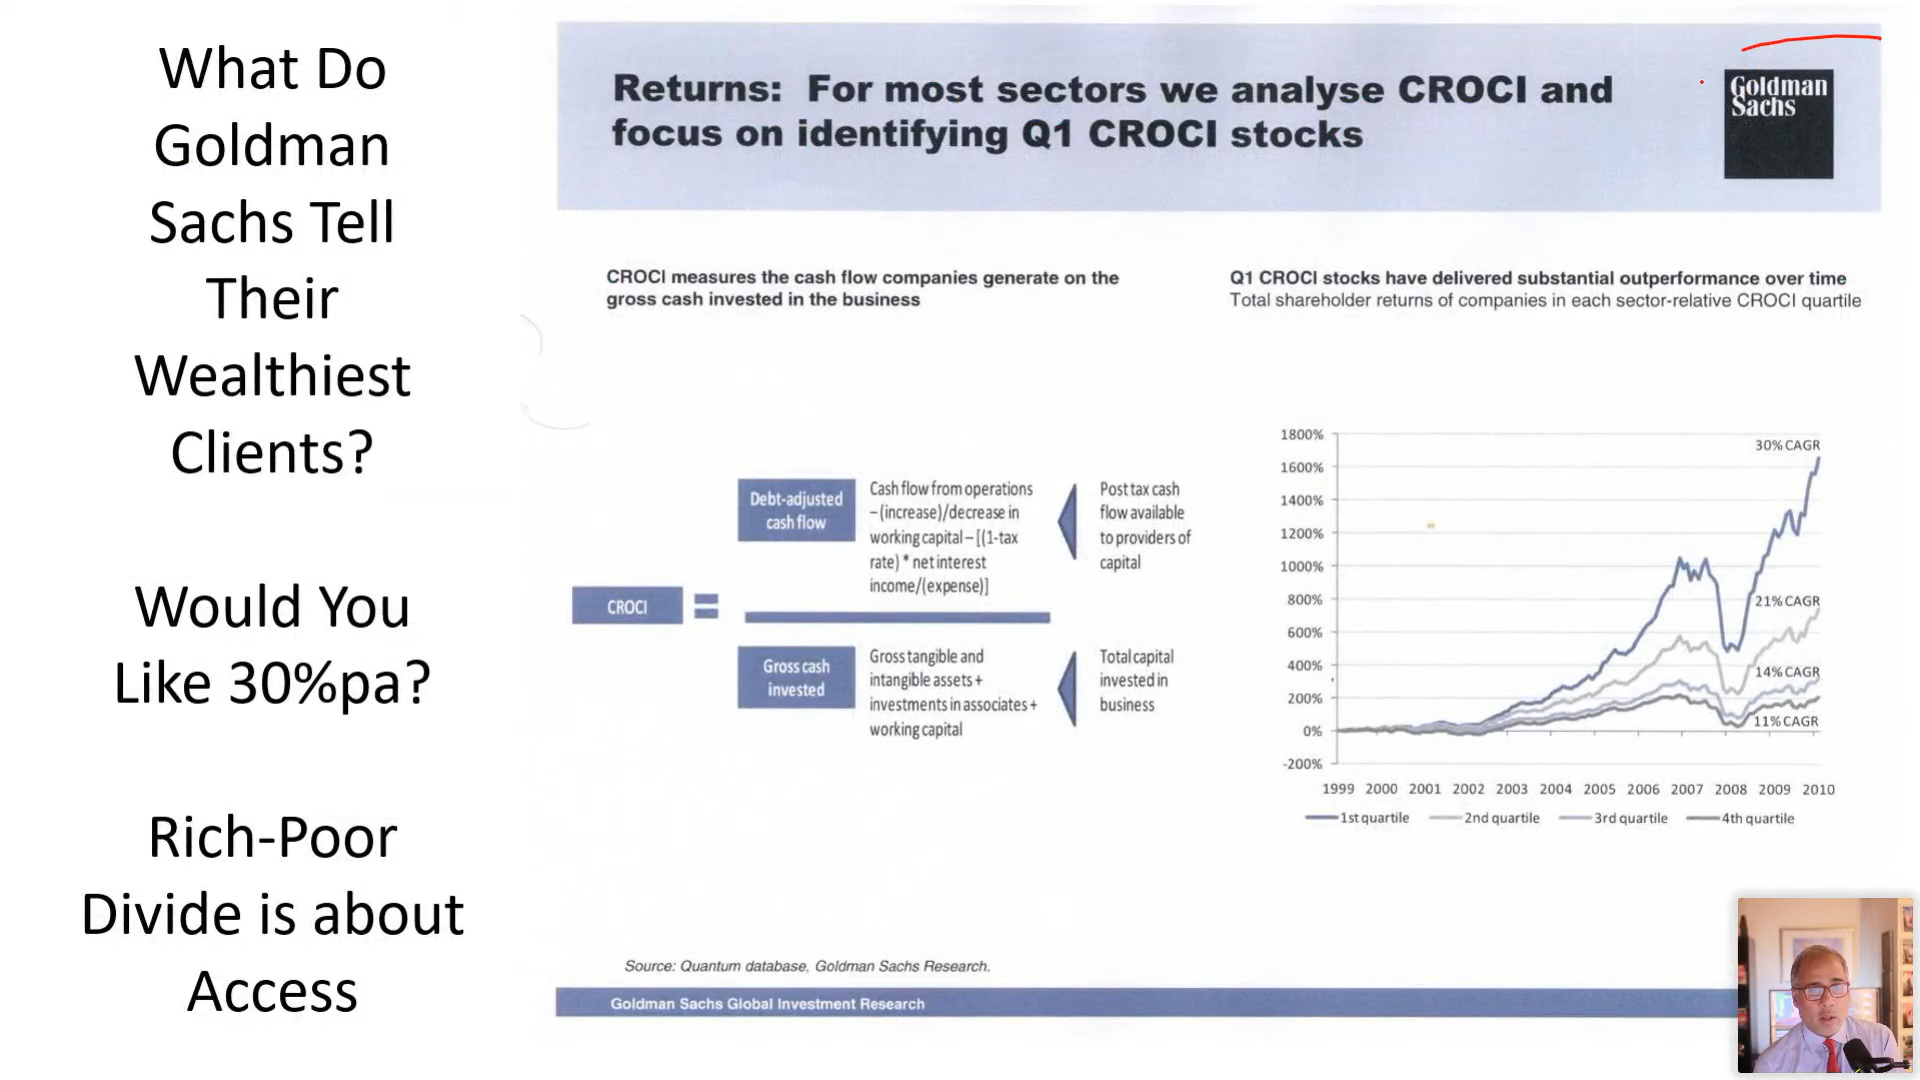 What Do
Goldman
Sachs Tell
Their
Wealthiest
Clients?
Would You
Like 30%pa?
Rich-Poor
Divide is about
Access
Returns: For most sectors we analyse CROCI and
focus on identifying Q1 CROCI stocks
Goldman
Sachs
CROCI measures the cash flow companies generate on the
gross cash invested in the business
CROCI
=
Debt-adjusted
cash flow
Cash flow from operations
–(increase)/decrease in
working capital – [(1-tax
rate) * net interest
income/(expense)]
Post tax cash
flow available
to providers of
capital
Gross cash
invested
Gross tangible and
intangible assets +
investments in associates +
working capital
Total capital
invested in
business
Q1 CROCI stocks have delivered substantial outperformance over time
Total shareholder returns of companies in each sector-relative CROCI quartile
1800%
1600%
1400%
1200%
1000%
800%
600%
400%
200%
0%
-200%
30% CAGR
21% CAGR
14% CAGR
11% CAGR
1999 2000 2001 2002 2003 2004 2005 2006 2007 2008 2009 2010
1st quartile 2nd quartile 3rd quartile 4th quartile
Source: Quantum database, Goldman Sachs Research.
Goldman Sachs Global Investment Research